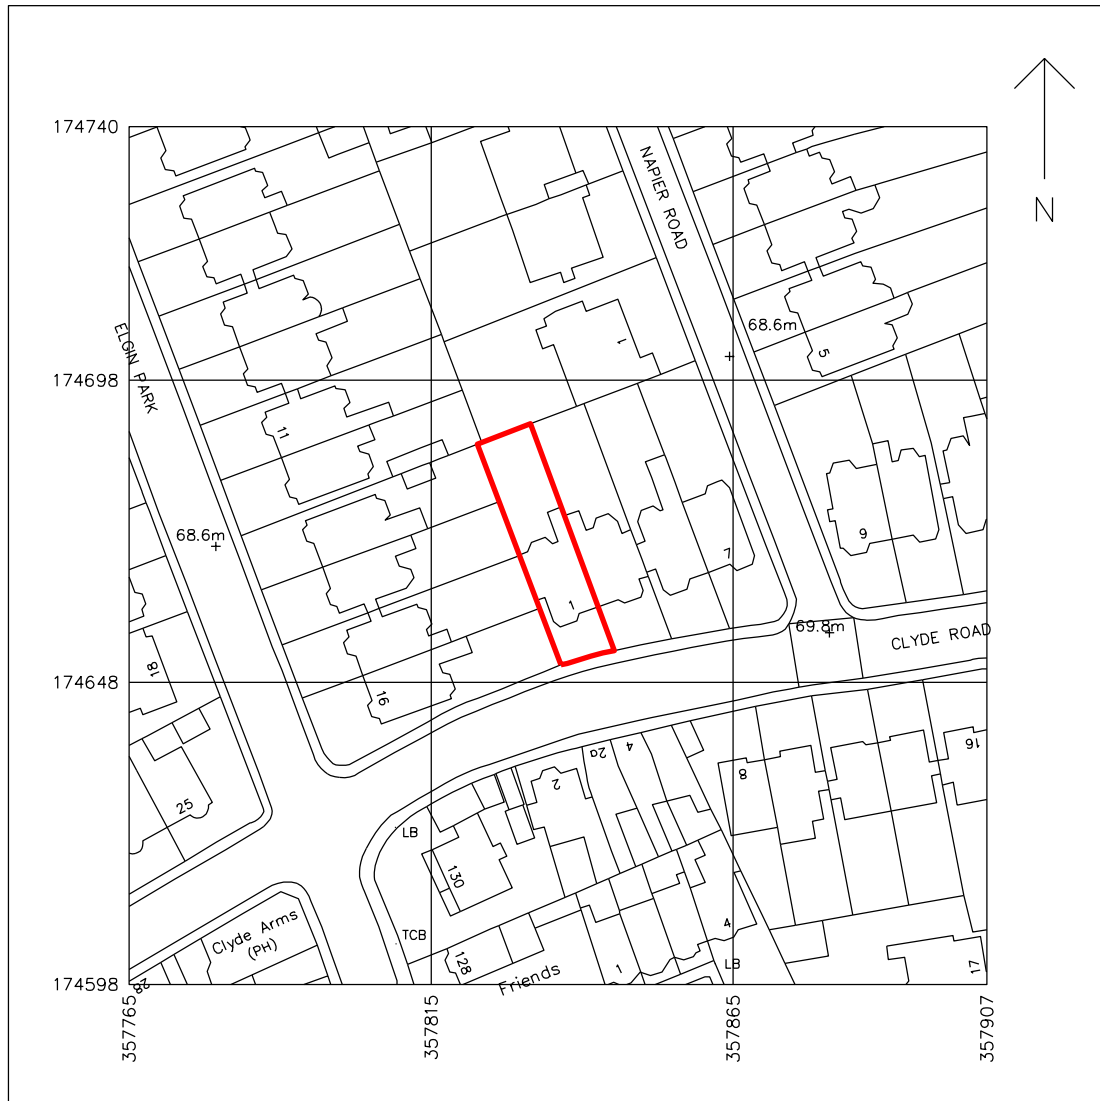 174740
N
NAPIER ROAD
68.6m
ELGIN PARK
1
5
174698
11
68.6m
9
7
1
69.8m
CLYDE ROAD
18
16
174648
2a
4
16
8
2
25
LB
130
Clyde Arms
(PH)
TCB
4
128
Friends
1
LB
17
28
174598
357765
357815
357865
357907